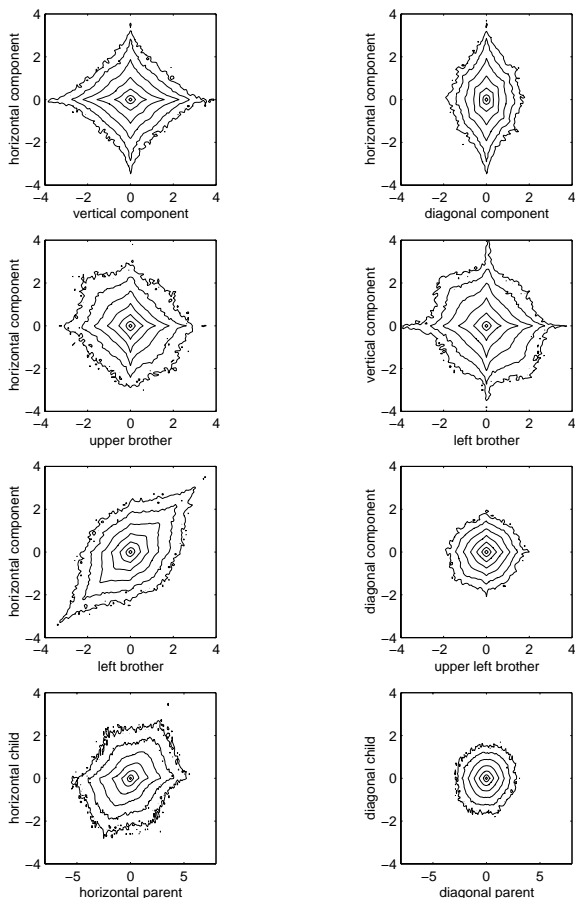 4
2
0
−2
−4
−4 −2 0 2 4
horizontal component
vertical component
4
2
0
−2
−4
−4 −2 0 2 4
horizontal component
diagonal component
4
2
0
−2
−4
−4 −2 0 2 4
horizontal component
upper brother
4
2
0
−2
−4
−4 −2 0 2 4
vertical component
left brother
4
2
0
−2
−4
−4 −2 0 2 4
horizontal component
left brother
4
2
0
−2
−4
−4 −2 0 2 4
diagonal component
upper left brother
4
2
0
−2
−4
−5 0 5
horizontal child
horizontal parent
4
2
0
−2
−4
−5 0 5
diagonal child
diagonal parent